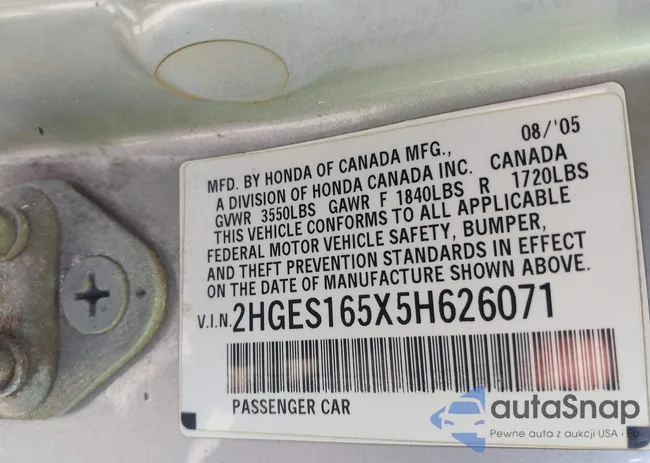 08/'05
MFD. BY HONDA OF CANADA MFG.,
A DIVISION OF HONDA CANADA INC. CANADA
GVWR 3550LBS GAWR F 1840LBS R 1720LBS
THIS VEHICLE CONFORMS TO ALL APPLICABLE
FEDERAL MOTOR VEHICLE SAFETY, BUMPER,
AND THEFT PREVENTION STANDARDS IN EFFECT
ON THE DATE OF MANUFACTURE SHOWN ABOVE.
V.I.N. 2HGES165X5H626071
PASSENGER CAR
autaSnap
Pewne auta z aukcji USA i EU